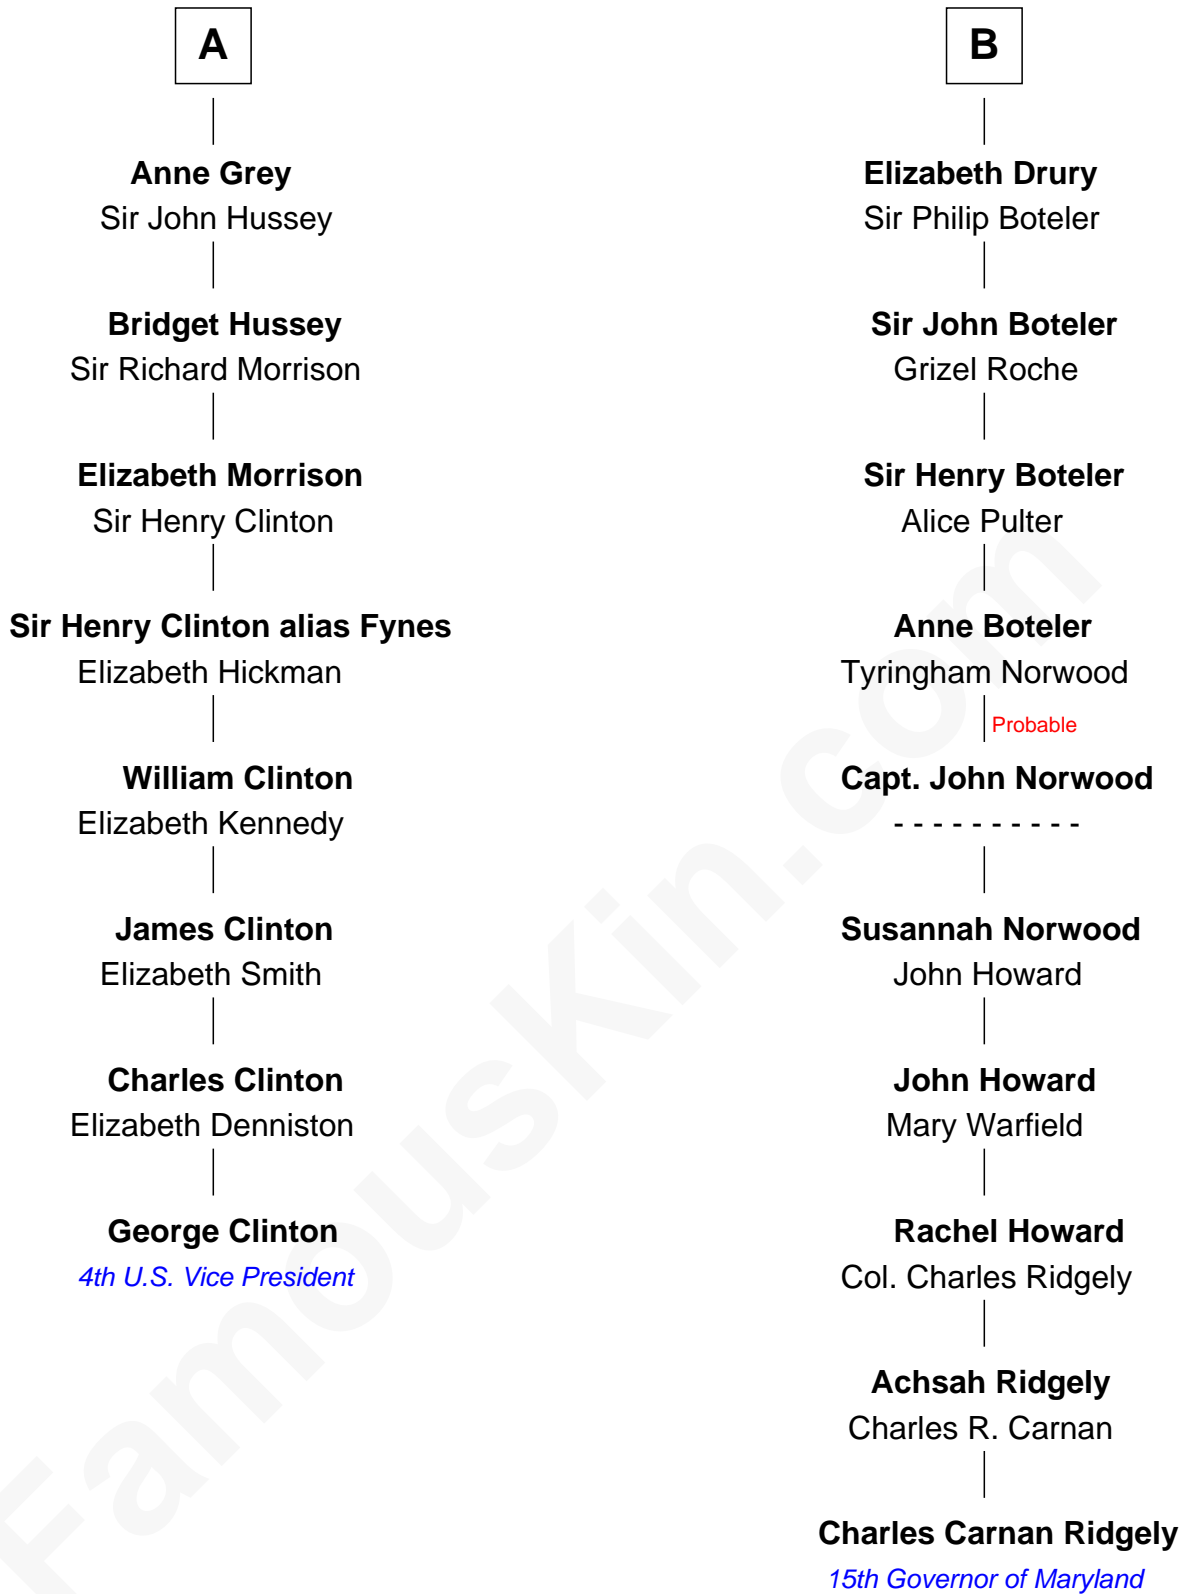 A
Anne Grey
Sir John Hussey
Bridget Hussey
Sir Richard Morrison
Elizabeth Morrison
Sir Henry Clinton
Sir Henry Clinton alias Fynes
Elizabeth Hickman
William Clinton
Elizabeth Kennedy
James Clinton
Elizabeth Smith
Charles Clinton
Elizabeth Denniston
George Clinton
4th U.S. Vice President
B
Elizabeth Drury
Sir Philip Boteler
Sir John Boteler
Grizel Roche
Sir Henry Boteler
Alice Pulter
Anne Boteler
Tyringham Norwood
Probable
Capt. John Norwood
- - - - - - - - - -
Susannah Norwood
John Howard
John Howard
Mary Warfield
Rachel Howard
Col. Charles Ridgely
Achsah Ridgely
Charles R. Carnan
Charles Carnan Ridgely
15th Governor of Maryland
FamousKin.com